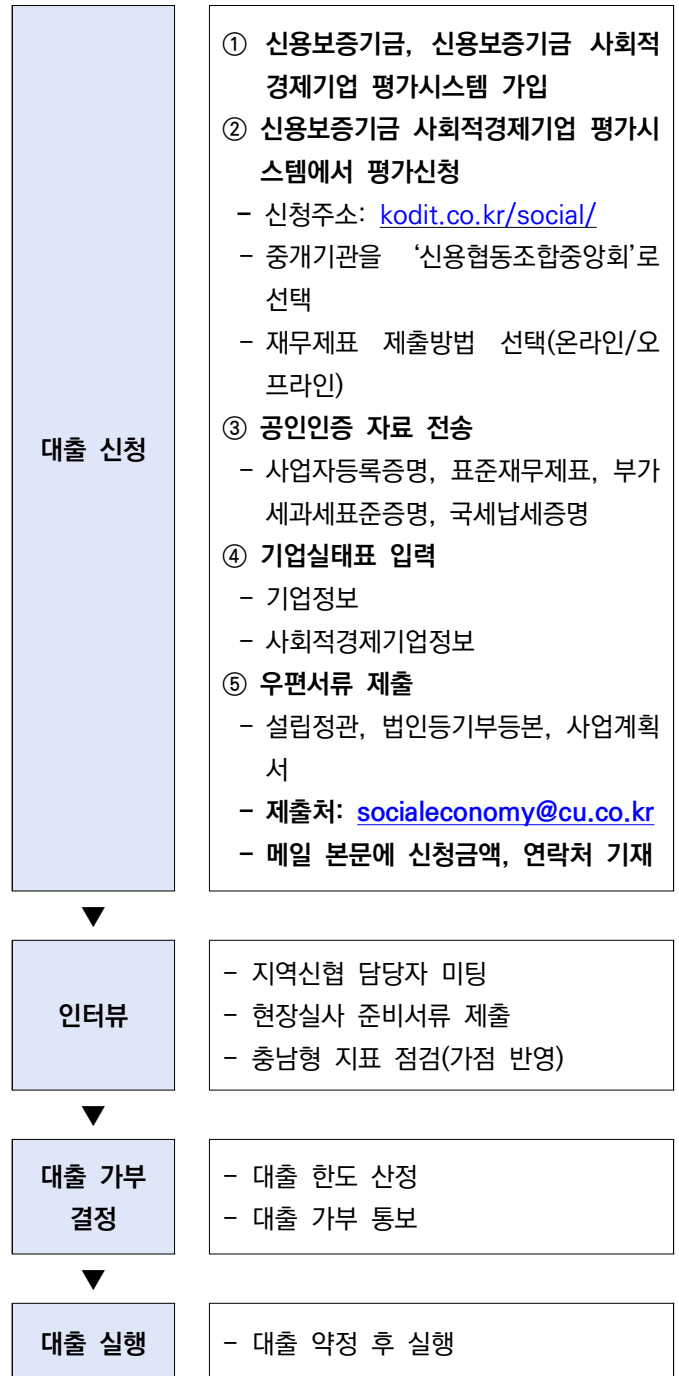 대출 신청
① 신용보증기금, 신용보증기금 사회적
경제기업 평가시스템 가입
② 신용보증기금 사회적경제기업 평가시
스템에서 평가신청
- 신청주소: kodit.co.kr/social/
- 중개기관을 ‘신용협동조합중앙회’로
선택
- 재무제표 제출방법 선택(온라인/오
프라인)
③ 공인인증 자료 전송
- 사업자등록증명, 표준재무제표, 부가
세과세표준증명, 국세납세증명
④ 기업실태표 입력
- 기업정보
- 사회적경제기업정보
⑤ 우편서류 제출
- 설립정관, 법인등기부등본, 사업계획
서
- 제출처: socialeconomy@cu.co.kr
- 메일 본문에 신청금액, 연락처 기재
▼
인터뷰
- 지역신협 담당자 미팅
- 현장실사 준비서류 제출
- 충남형 지표 점검(가점 반영)
▼
대출 가부
결정
- 대출 한도 산정
- 대출 가부 통보
▼
대출 실행
- 대출 약정 후 실행